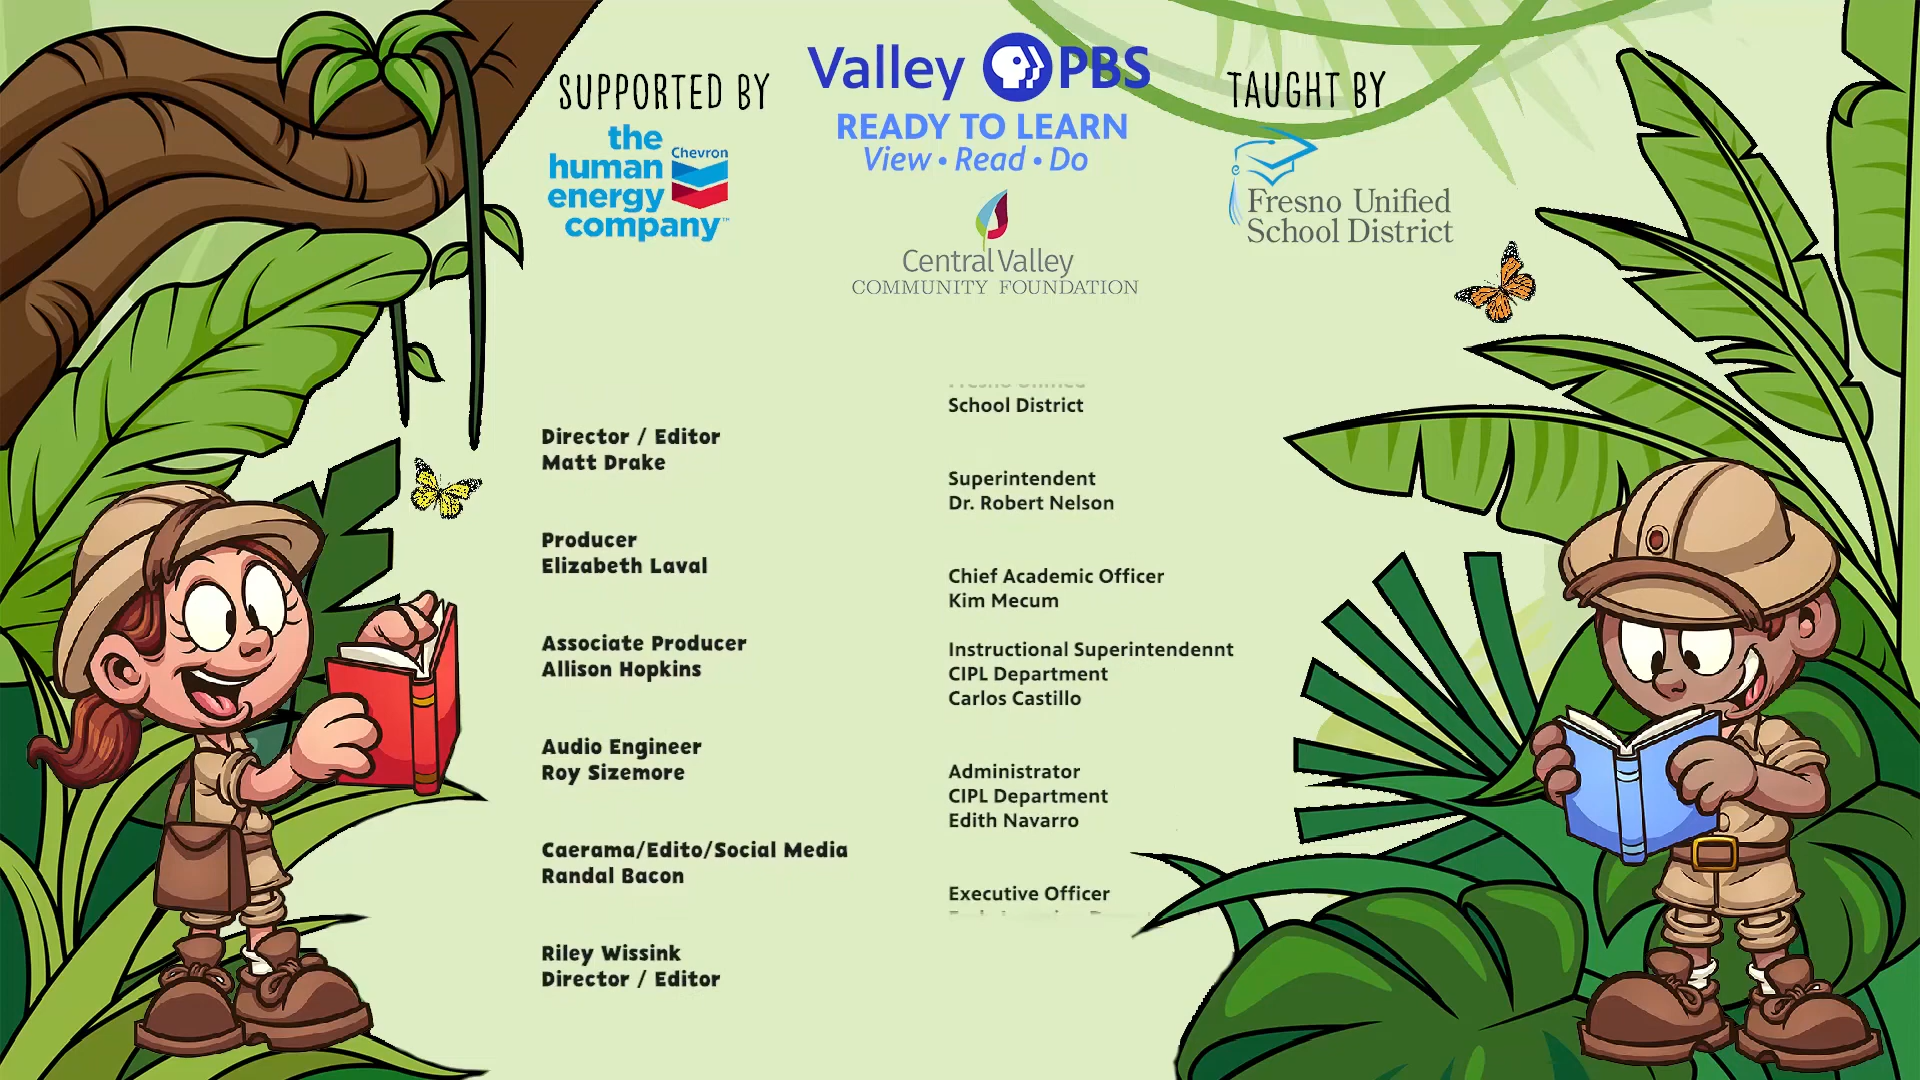 SUPPORTED BY
the
human
energy
company™
Chevron
Valley PBS
READY TO LEARN
View • Read • Do
Central Valley
COMMUNITY FOUNDATION
TAUGHT BY
Fresno Unified
School District
Director / Editor
Matt Drake
Producer
Elizabeth Laval
Associate Producer
Allison Hopkins
Audio Engineer
Roy Sizemore
Caerama/Edito/Social Media
Randal Bacon
Riley Wissink
Director / Editor
School District
Superintendent
Dr. Robert Nelson
Chief Academic Officer
Kim Mecum
Instructional Superintendennt
CIPL Department
Carlos Castillo
Administrator
CIPL Department
Edith Navarro
Executive Officer